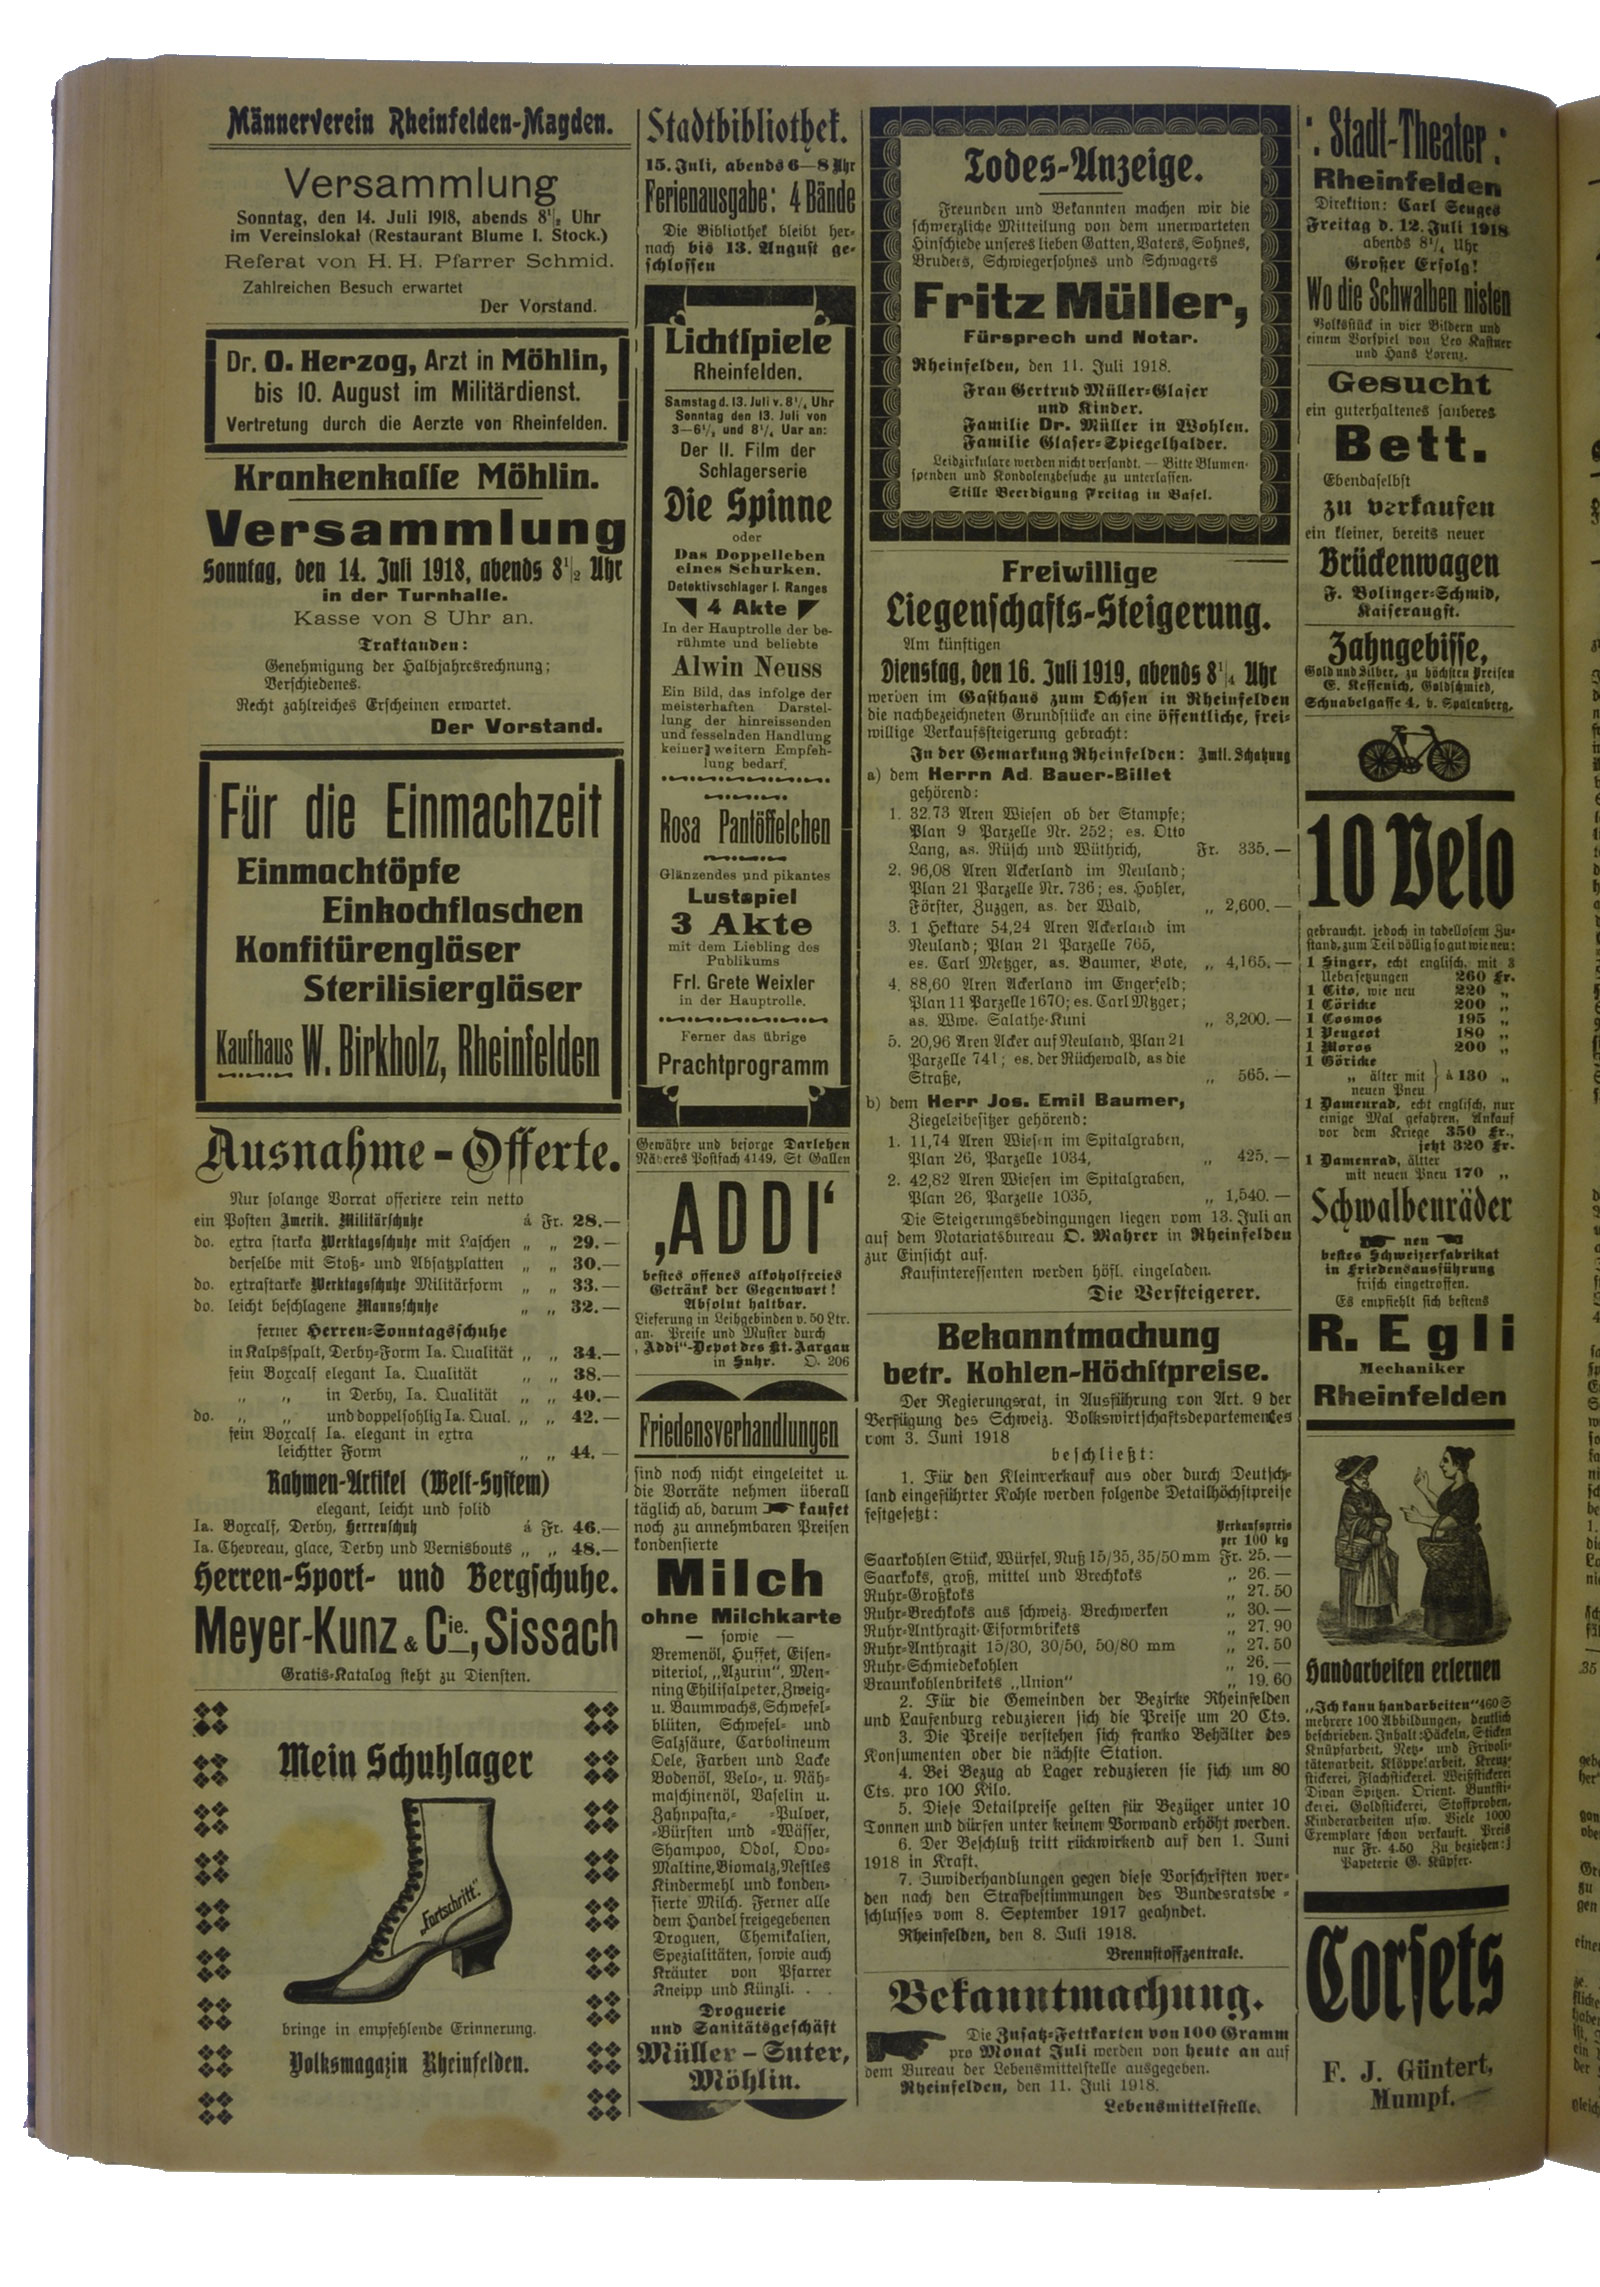 Männerverein Rheinfelden-Magden.
Versammlung
Sonntag, den 14. Juli 1918, abends 8½ Uhr
im Vereinslokal (Restaurant Blume I. Stock.)
Referat von H. H. Pfarrer Schmid.
Zahlreichen Besuch erwartet
Der Vorstand.
Dr. O. Herzog, Arzt in Möhlin,
bis 10. August im Militärdienst.
Vertretung durch die Aerzte von Rheinfelden.
Krankenkasse Möhlin.
Versammlung
Sonntag, den 14. Juli 1918, abends 8½ Uhr
in der Turnhalle.
Kasse von 8 Uhr an.
Traktanden:
Genehmigung der Halbjahresrechnung;
Verschiedenes.
Recht zahlreiches Erscheinen erwartet.
Der Vorstand.
Für die Einmachzeit
Einmachtöpfe
Einkochflaschen
Konfitürengläser
Sterilisiergläser
Kaufhaus W. Birkholz, Rheinfelden
Ausnahme-Offerte.
Nur solange Vorrat offeriere rein netto
ein Posten Amerik. Militärschuhe á Fr. 28.—
do. extra starka Werktagsschuhe mit Laschen „ „ 29.—
derselbe mit Stoß- und Absatzplatten „ „ 30.—
do. extrastarke Werktagsschuhe Militärform „ „ 33.—
do. leicht beschlagene Mannsschuhe „ „ 32.—
ferner Herren-Sonntagsschuhe
in Kalpsspalt, Derby-Form Ia. Qualität „ „ 34.—
fein Boxcalf elegant Ia. Qualität „ „ 38.—
„ „ in Derby, Ia. Qualität „ „ 40.—
do. „ „ und doppelsohlig Ia. Qual. „ „ 42.—
fein Boxcalf Ia. elegant in extra
leichtter Form „ „ 44.—
Rahmen-Artikel (Welt-System)
elegant, leicht und solid
Ia. Boxcalf, Derby, Herrenschuh á Fr. 46.—
Ia. Chevreau, glace, Derby und Vernisbouts „ „ 48.—
Herren-Sport- und Bergschuhe.
Meyer-Kunz & Cie., Sissach
Gratis-Katalog steht zu Diensten.
Mein Schuhlager
„Fortschritt“
bringe in empfehlende Erinnerung.
Volksmagazin Rheinfelden.
Stadtbibliothek.
15. Juli, abends 6—8 Uhr
Ferienausgabe: 4 Bände
Die Bibliothek bleibt her-
nach bis 13. August ge-
schlossen
Lichtspiele
Rheinfelden.
Samstag d. 13. Juli v. 8¼ Uhr
Sonntag den 13. Juli von
3—6½ und 8¼ Uar an:
Der II. Film der
Schlagerserie
Die Spinne
oder
Das Doppelleben
eines Schurken.
Detektivschlager I. Ranges
4 Akte
In der Hauptrolle der be-
rühmte und beliebte
Alwin Neuss
Ein Bild, das infolge der
meisterhaften Darstel-
lung der hinreissenden
und fesselnden Handlung
keiner weitern Empfeh-
lung bedarf.
Rosa Pantöffelchen
Glänzendes und pikantes
Lustspiel
3 Akte
mit dem Liebling des
Publikums
Frl. Grete Weixler
in der Hauptrolle.
Ferner das übrige
Prachtprogramm
Gewähre und besorge Darlehen
Näheres Postfach 4149, St Gallen
‚ADDI‘
bestes offenes alkoholfreies
Getränk der Gegenwart!
Absolut haltbar.
Lieferung in Leihgebinden v. 50 Ltr.
an. Preise und Muster durch
„Addi“-Depot des Kt. Aargau
in Suhr. O. 206
Friedensverhandlungen
sind noch nicht eingeleitet u.
die Vorräte nehmen überall
täglich ab, darum kaufet
noch zu annehmbaren Preisen
kondensierte
Milch
ohne Milchkarte
— sowie —
Bremenöl, Huffet, Eisen-
viteriol, „Azurin“, Men-
ning Chilisalpeter, Zweig-
u. Baumwachs, Schwefel-
blüten, Schwefel- und
Salzsäure, Carbolineum
Oele, Farben und Lacke
Bodenöl, Velo-, u. Näh-
maschinenöl, Vaselin u.
Zahnpasta,- -Pulver,
-Bürsten und -Wässer,
Shampoo, Odol, Ovo-
Maltine, Biomalz, Nestles
Kindermehl und konden-
sierte Milch. Ferner alle
dem Handel freigegebenen
Droguen, Chemikalien,
Spezialitäten, sowie auch
Kräuter von Pfarrer
Kneipp und Künzli. . .
Droguerie
und Sanitätsgeschäft
Müller-Suter,
Möhlin.
Todes-Anzeige.
Freunden und Bekannten machen wir die
schmerzliche Mitteilung von dem unerwarteten
Hinschiede unseres lieben Gatten, Vaters, Sohnes,
Bruders, Schwiegersohnes und Schwagers
Fritz Müller,
Fürsprech und Notar.
Rheinfelden, den 11. Juli 1918.
Frau Gertrud Müller-Glaser
und Kinder.
Familie Dr. Müller in Wohlen.
Familie Glaser-Spiegelhalder.
Leidzirkulare werden nicht versandt. — Bitte Blumen-
spenden und Kondolenzbesuche zu unterlassen.
Stille Beerdigung Freitag in Basel.
Freiwillige
Liegenschafts-Steigerung.
Am künftigen
Dienstag, den 16. Juli 1919, abends 8¼ Uhr
werden im Gasthaus zum Ochsen in Rheinfelden
die nachbezeichneten Grundstücke an eine öffentliche, frei-
willige Verkaufssteigerung gebracht:
In der Gemarkung Rheinfelden: Amtl. Schatzung
a) dem Herrn Ad. Bauer-Billet
gehörend:
1. 32.73 Aren Wiesen ob der Stampfe;
Plan 9 Parzelle Nr. 252; es. Otto
Lang, as. Rüsch und Wüthrich, Fr. 335.—
2. 96,08 Aren Ackerland im Neuland;
Plan 21 Parzelle Nr. 736; es. Hohler,
Förster, Zuzgen, as. der Wald, „ 2,600.—
3. 1 Hektare 54,24 Aren Ackerland im
Neuland; Plan 21 Parzelle 765,
es. Carl Metzger, as. Baumer, Bote, „ 4,165.—
4. 88,60 Aren Ackerland im Engerfeld;
Plan 11 Parzelle 1670; es. Carl Mtzger;
as. Wwe. Salathe-Kuni „ 3,200.—
5. 20,96 Aren Acker auf Neuland, Plan 21
Parzelle 741; es. der Rüchewald, as die
Straße, „ 565.—
b) dem Herr Jos. Emil Baumer,
Ziegeleibesitzer gehörend:
1. 11,74 Aren Wiesen im Spitalgraben,
Plan 26, Parzelle 1034, „ 425.—
2. 42,82 Aren Wiesen im Spitalgraben,
Plan 26, Parzelle 1035, „ 1,540.—
Die Steigerungsbedingungen liegen vom 13. Juli an
auf dem Notariatsbureau O. Mahrer in Rheinfelden
zur Einsicht auf.
Kaufinteressenten werden höfl. eingeladen.
Die Versteigerer.
Bekanntmachung
betr. Kohlen-Höchstpreise.
Der Regierungsrat, in Ausführung von Art. 9 der
Verfügung des Schweiz. Volkswirtschaftsdepartementes
vom 3. Juni 1918
beschließt:
1. Für den Kleinverkauf aus oder durch Deutsch-
land eingeführter Kohle werden folgende Detailhöchstpreise
festgesetzt:
Verkaufspreis
per 100 kg
Saarkohlen Stück, Würfel, Nuß 15/35, 35/50 mm Fr. 25.—
Saarkoks, groß, mittel und Brechkoks „ 26.—
Ruhr-Großkoks „ 27.50
Ruhr-Brechkoks aus schweiz. Brechwerken „ 30.—
Ruhr-Anthrazit-Eiformbrikets „ 27.90
Ruhr-Anthrazit 15/30, 30/50, 50/80 mm „ 27.50
Ruhr-Schmiedekohlen „ 26.—
Braunkohlenbrikets „Union“ „ 19.60
2. Für die Gemeinden der Bezirke Rheinfelden
und Laufenburg reduzieren sich die Preise um 20 Cts.
3. Die Preise verstehen sich franko Behälter des
Konsumenten oder die nächste Station.
4. Bei Bezug ab Lager reduzieren sie sich um 80
Cts. pro 100 Kilo.
5. Diese Detailpreise gelten für Bezüger unter 10
Tonnen und dürfen unter keinem Vorwand erhöht werden.
6. Der Beschluß tritt rückwirkend auf den 1. Juni
1918 in Kraft.
7. Zuwiderhandlungen gegen diese Vorschriften wer-
den nach den Strafbestimmungen des Bundesratsbe-
schlusses vom 8. September 1917 geahndet.
Rheinfelden, den 8. Juli 1918.
Brennstoffzentrale.
Bekanntmachung.
Die Zusatz-Fettkarten von 100 Gramm
pro Monat Juli werden von heute an auf
dem Bureau der Lebensmittelstelle ausgegeben.
Rheinfelden, den 11. Juli 1918.
Lebensmittelstelle.
Stadt-Theater
Rheinfelden
Direktion: Carl Senges
Freitag d. 12. Juli 1918
abends 8¼ Uhr
Großer Erfolg!
Wo die Schwalben nisten
Volksstück in vier Bildern und
einem Vorspiel von Leo Kastner
und Hans Lorenz.
Gesucht
ein guterhaltenes sauberes
Bett.
Ebendaselbst
zu verkaufen
ein kleiner, bereits neuer
Brückenwagen
F. Bolinger-Schmid,
Kaiseraugst.
Zahngebisse,
Gold und Silber, zu höchsten Preisen
E. Kessenich, Goldschmied,
Schnabelgasse 4, b. Spalenberg.
10 Velo
gebraucht, jedoch in tadellosem Zu-
stand, zum Teil völlig so gut wie neu:
1 Singer, echt englisch, mit 3
Uebersetzungen 260 Fr.
1 Cito, wie neu 220 „
1 Göricke 200 „
1 Cosmos 195 „
1 Peugeot 180 „
1 Moros 200 „
1 Göricke
„ älter mit } à 130 „
neuen Pneu
1 Damenrad, echt englisch, nur
einige Mal gefahren, Ankauf
vor dem Kriege 350 Fr.,
jetzt 320 Fr.
1 Damenrad, ältter
mit neuen Pneu 170 „
Schwalbenräder
neu
bestes Schweizerfabrikat
in Friedensausführung
frisch eingetroffen.
Es empfiehlt sich bestens
R. Egli
Mechaniker
Rheinfelden
Handarbeiten erlernen
„Ich kann handarbeiten“ 460 S
mehrere 100 Abbildungen, deutlich
beschrieben. Inhalt: Häckeln, Sticken
Knüpfarbeit, Netz- und Frivoli-
tätenarbeit, Klöppelarbeit, Kreuz-
stickerei, Flachstickerei. Weißstickerei
Divan Spitzen. Orient. Buntsti-
ckerei, Goldstickerei, Stoffproben,
Kinderarbeiten usw. Viele 1000
Exemplare schon verkauft. Preis
nur Fr. 4.50 Zu beziehen:
Papeterie G. Küpfer.
Corsets
F. J. Güntert,
Mumpf.